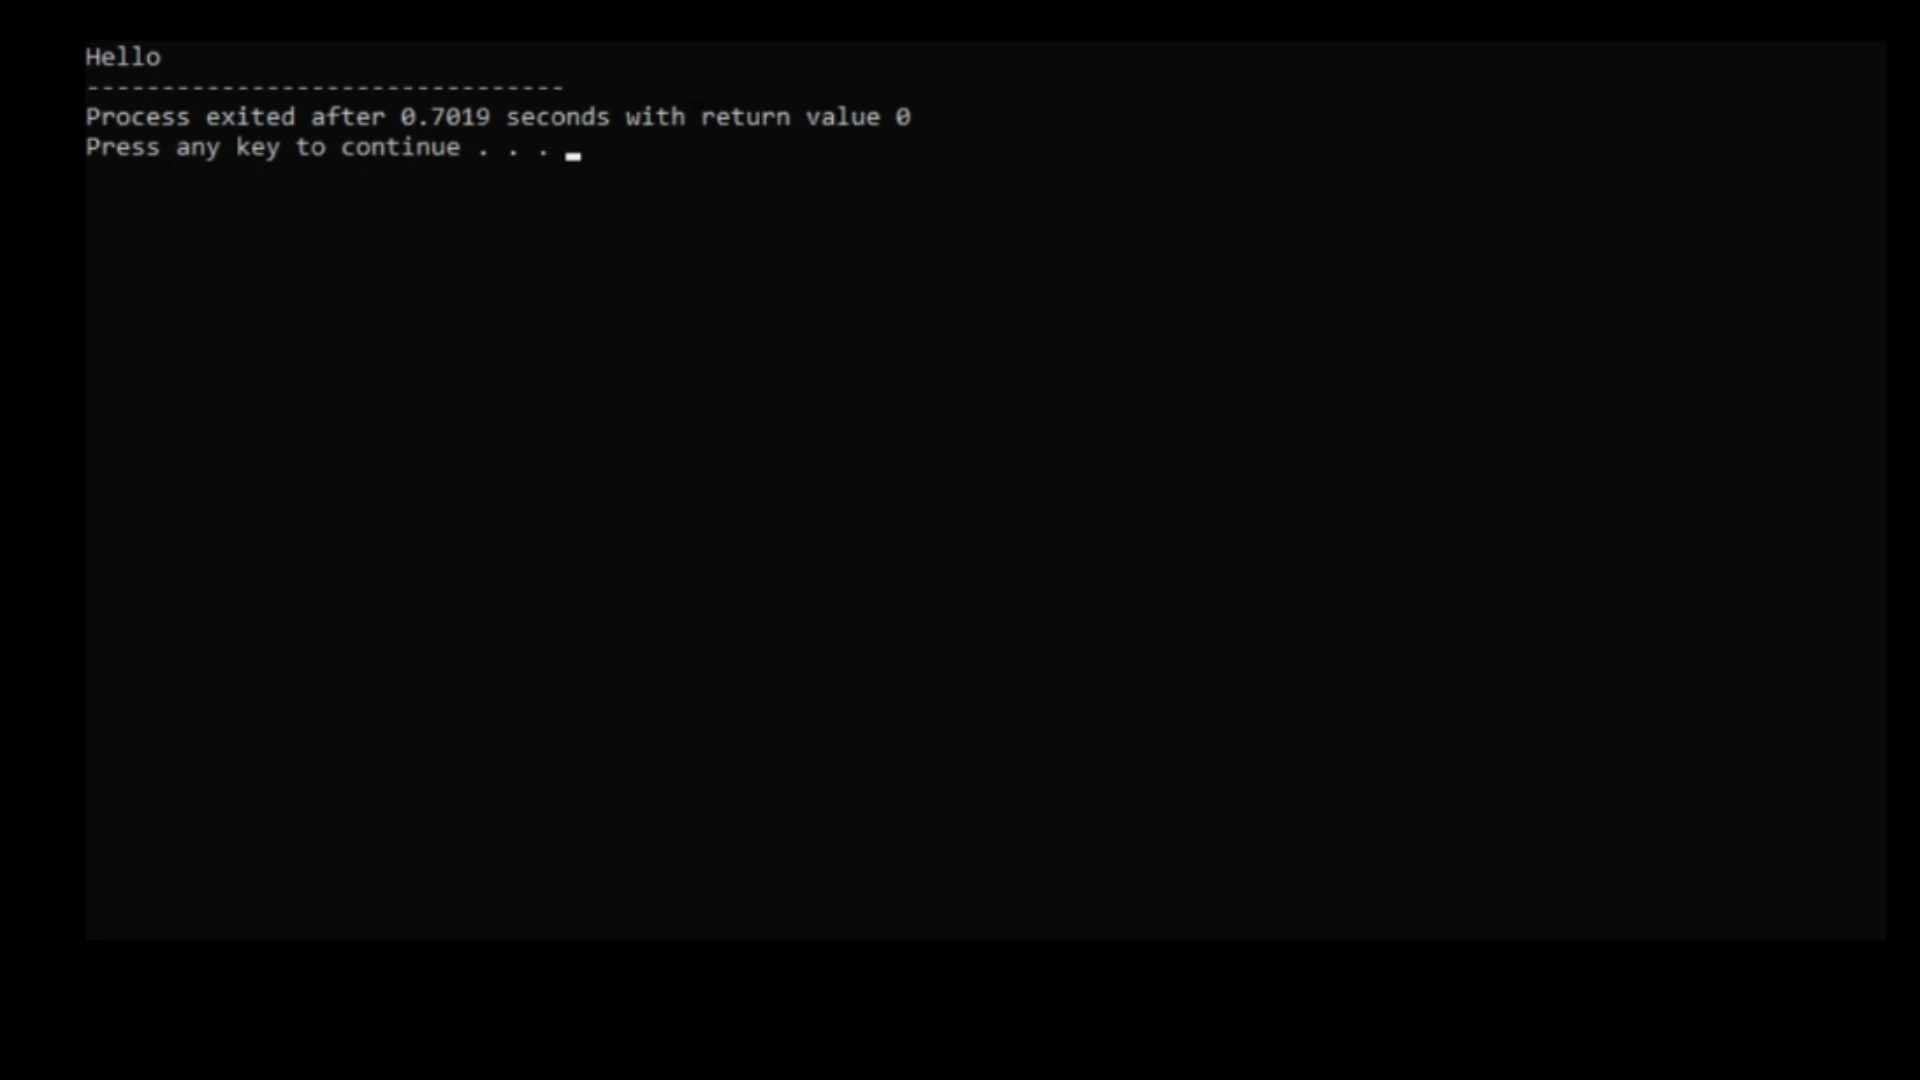 Hello
--------------------------------
Process exited after 0.7019 seconds with return value 0
Press any key to continue . . .